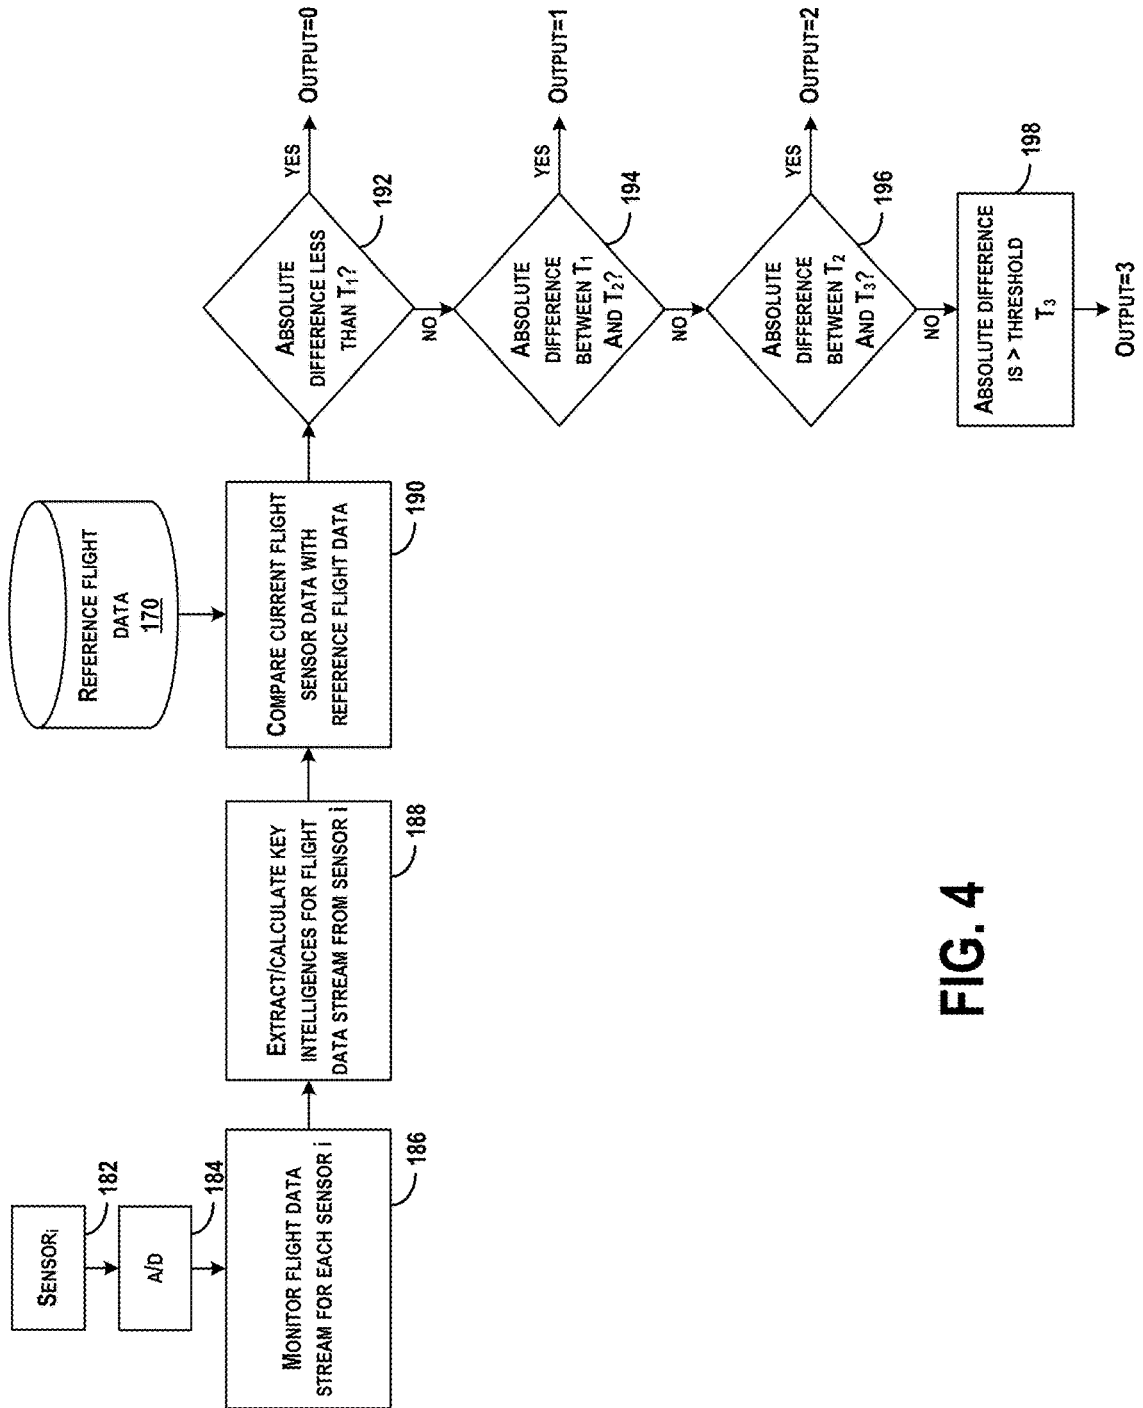 SENSORi
182
A/D
184
MONITOR FLIGHT DATA
STREAM FOR EACH SENSOR i
186
EXTRACT/CALCULATE KEY
INTELLIGENCES FOR FLIGHT
DATA STREAM FROM SENSOR i
188
REFERENCE FLIGHT
DATA
170
COMPARE CURRENT FLIGHT
SENSOR DATA WITH
REFERENCE FLIGHT DATA
190
ABSOLUTE
DIFFERENCE LESS
THAN T1?
192
YES
OUTPUT=0
NO
ABSOLUTE
DIFFERENCE
BETWEEN T1
AND T2?
194
YES
OUTPUT=1
NO
ABSOLUTE
DIFFERENCE
BETWEEN T2
AND T3?
196
YES
OUTPUT=2
NO
ABSOLUTE DIFFERENCE
IS > THRESHOLD
T3
198
OUTPUT=3
FIG. 4